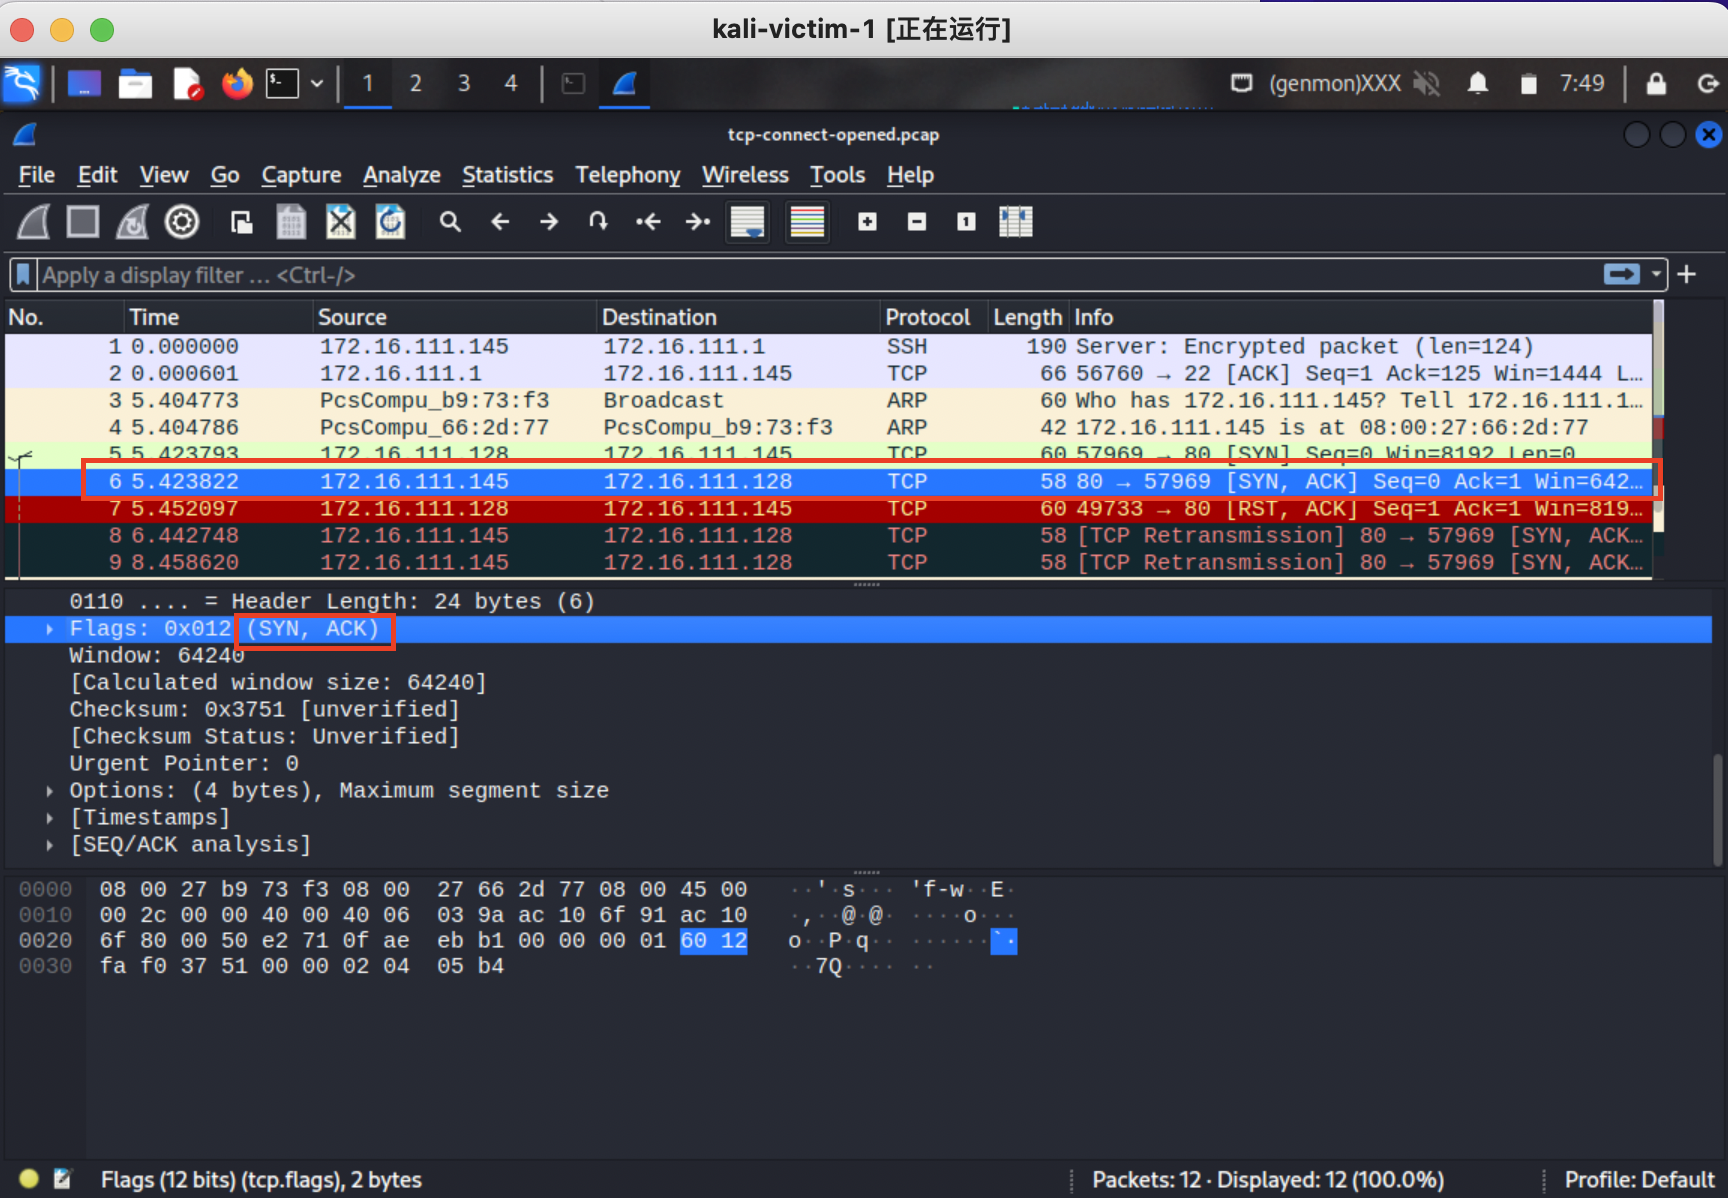 kali-victim-1 [正在运行]
1 2 3 4 (genmon)XXX 7:49
tcp-connect-opened.pcap
File Edit View Go Capture Analyze Statistics Telephony Wireless Tools Help
Apply a display filter … <Ctrl-/>
No. Time Source Destination Protocol Length Info
1 0.000000 172.16.111.145 172.16.111.1 SSH 190 Server: Encrypted packet (len=124)
2 0.000601 172.16.111.1 172.16.111.145 TCP 66 56760 → 22 [ACK] Seq=1 Ack=125 Win=1444 L…
3 5.404773 PcsCompu_b9:73:f3 Broadcast ARP 60 Who has 172.16.111.145? Tell 172.16.111.1…
4 5.404786 PcsCompu_66:2d:77 PcsCompu_b9:73:f3 ARP 42 172.16.111.145 is at 08:00:27:66:2d:77
5 5.423793 172.16.111.128 172.16.111.145 TCP 60 57969 → 80 [SYN] Seq=0 Win=8192 Len=0
6 5.423822 172.16.111.145 172.16.111.128 TCP 58 80 → 57969 [SYN, ACK] Seq=0 Ack=1 Win=642…
7 5.452097 172.16.111.128 172.16.111.145 TCP 60 49733 → 80 [RST, ACK] Seq=1 Ack=1 Win=819…
8 6.442748 172.16.111.145 172.16.111.128 TCP 58 [TCP Retransmission] 80 → 57969 [SYN, ACK…
9 8.458620 172.16.111.145 172.16.111.128 TCP 58 [TCP Retransmission] 80 → 57969 [SYN, ACK…
0110 .... = Header Length: 24 bytes (6)
Flags: 0x012 (SYN, ACK)
Window: 64240
[Calculated window size: 64240]
Checksum: 0x3751 [unverified]
[Checksum Status: Unverified]
Urgent Pointer: 0
Options: (4 bytes), Maximum segment size
[Timestamps]
[SEQ/ACK analysis]
0000 08 00 27 b9 73 f3 08 00 27 66 2d 77 08 00 45 00 ··'·s··· 'f-w··E·
0010 00 2c 00 00 40 00 40 06 03 9a ac 10 6f 91 ac 10 ·,··@·@· ····o···
0020 6f 80 00 50 e2 71 0f ae eb b1 00 00 00 01 60 12 o··P·q·· ······`·
0030 fa f0 37 51 00 00 02 04 05 b4 ··7Q···· ··
Flags (12 bits) (tcp.flags), 2 bytes Packets: 12 · Displayed: 12 (100.0%) Profile: Default